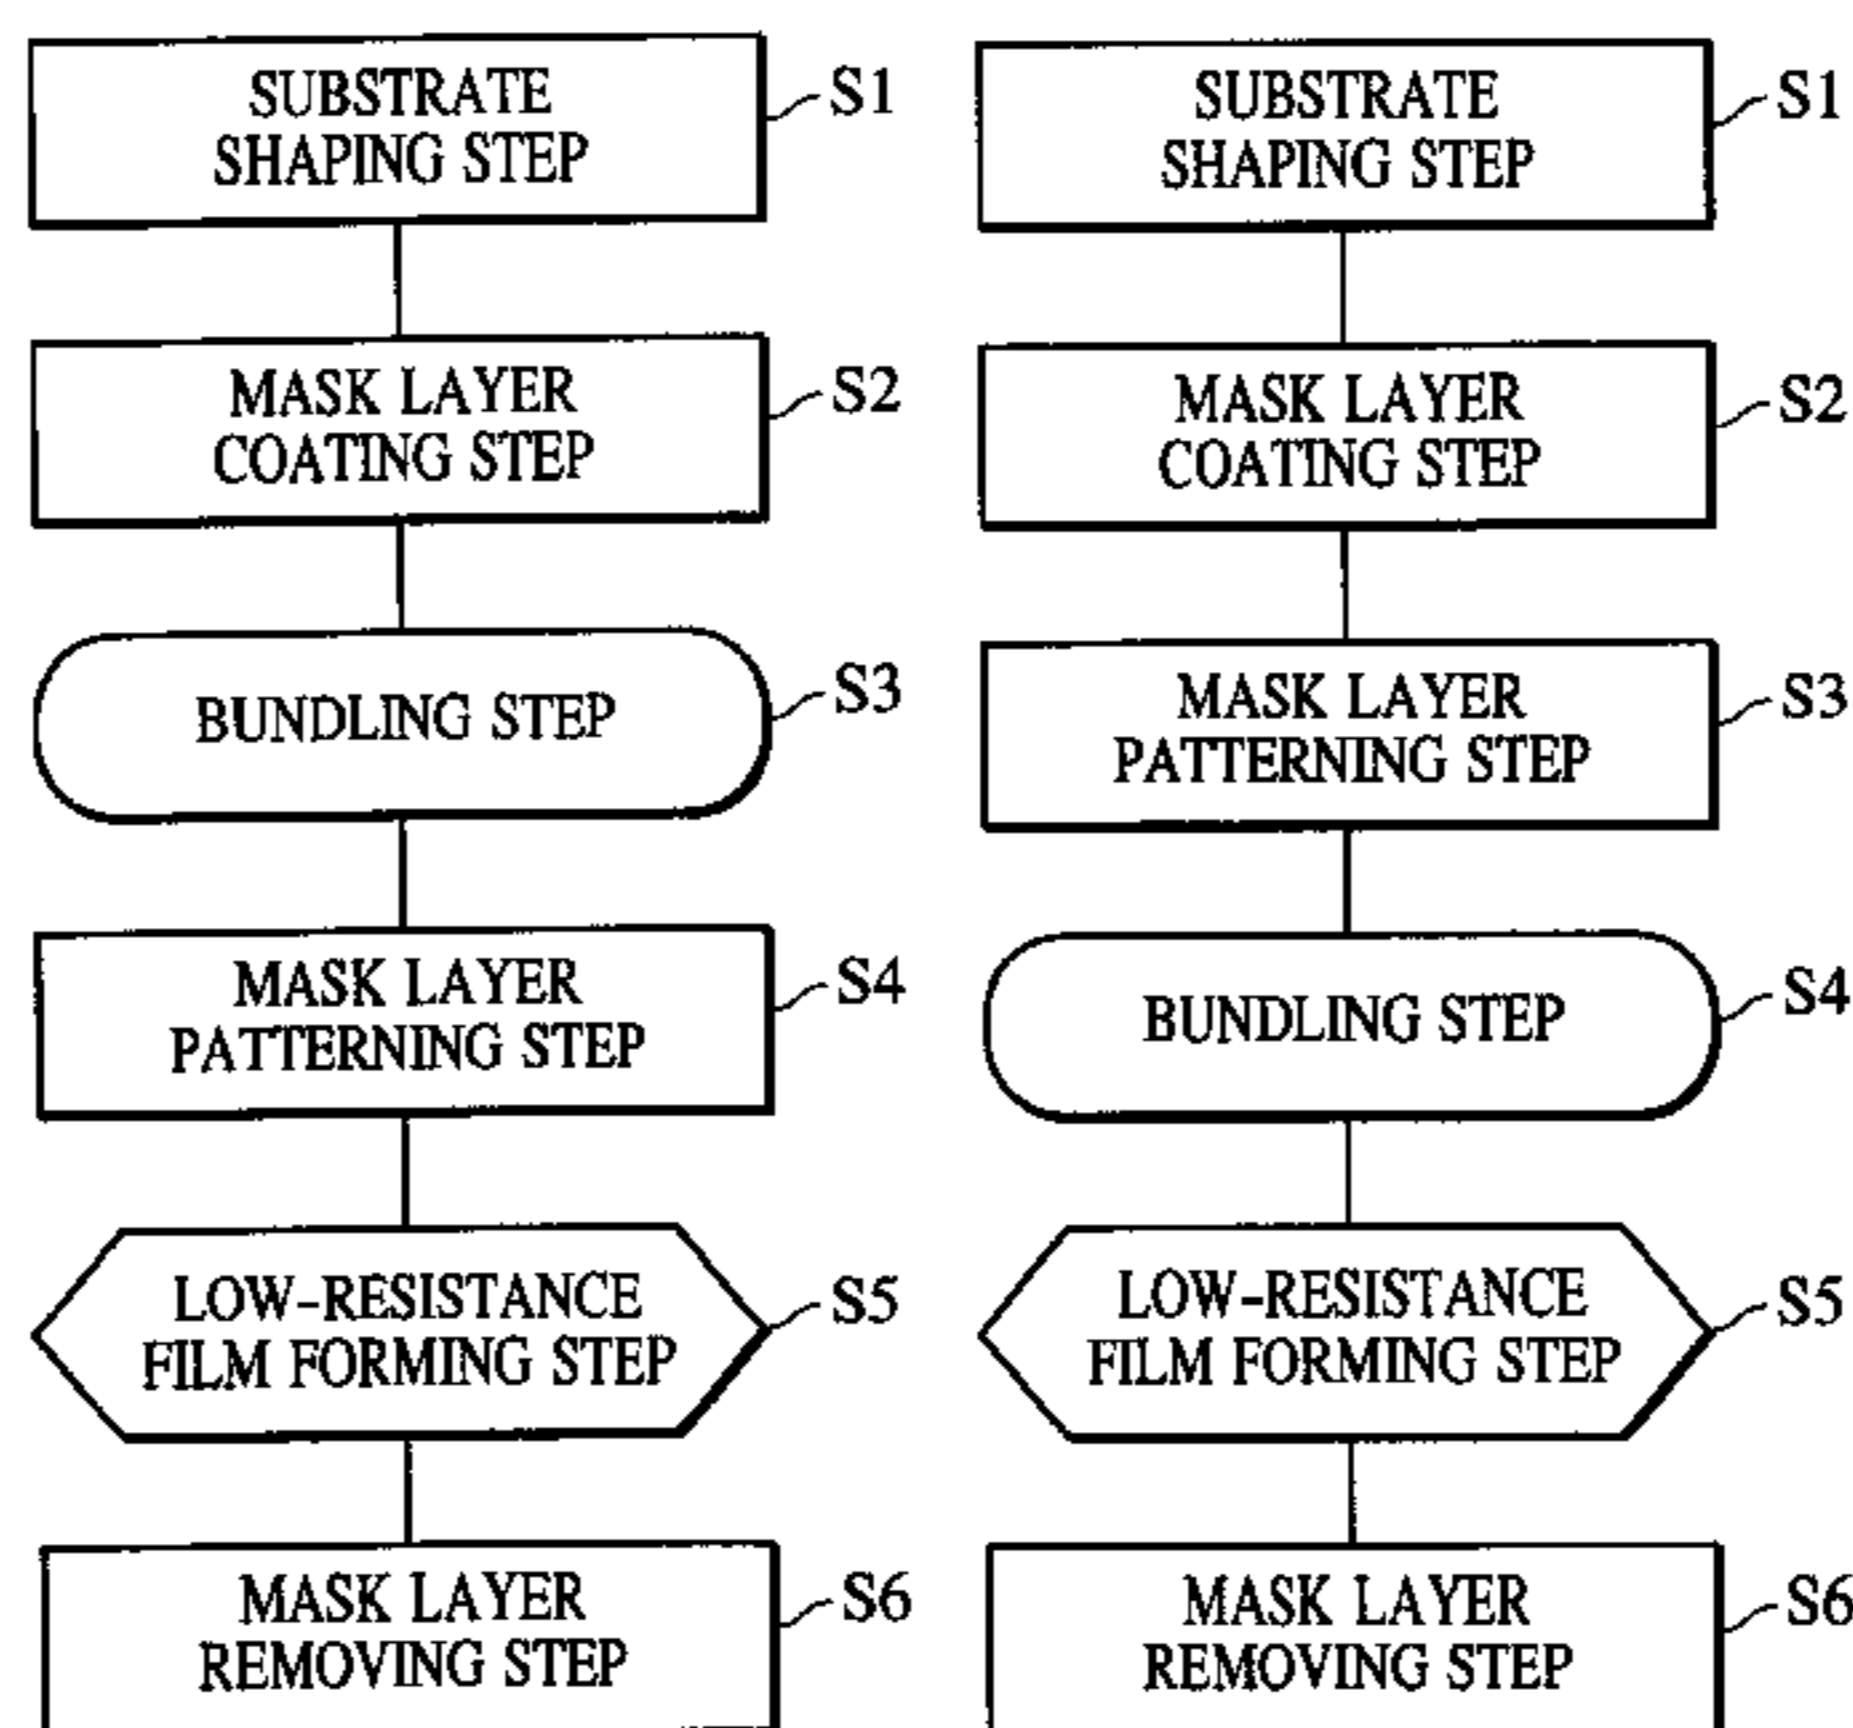 SUBSTRATE
SHAPING STEP
S1
MASK LAYER
COATING STEP
S2
BUNDLING STEP
S3
MASK LAYER
PATTERNING STEP
S4
LOW-RESISTANCE
FILM FORMING STEP
S5
MASK LAYER
REMOVING STEP
S6
SUBSTRATE
SHAPING STEP
S1
MASK LAYER
COATING STEP
S2
MASK LAYER
PATTERNING STEP
S3
BUNDLING STEP
S4
LOW-RESISTANCE
FILM FORMING STEP
S5
MASK LAYER
REMOVING STEP
S6